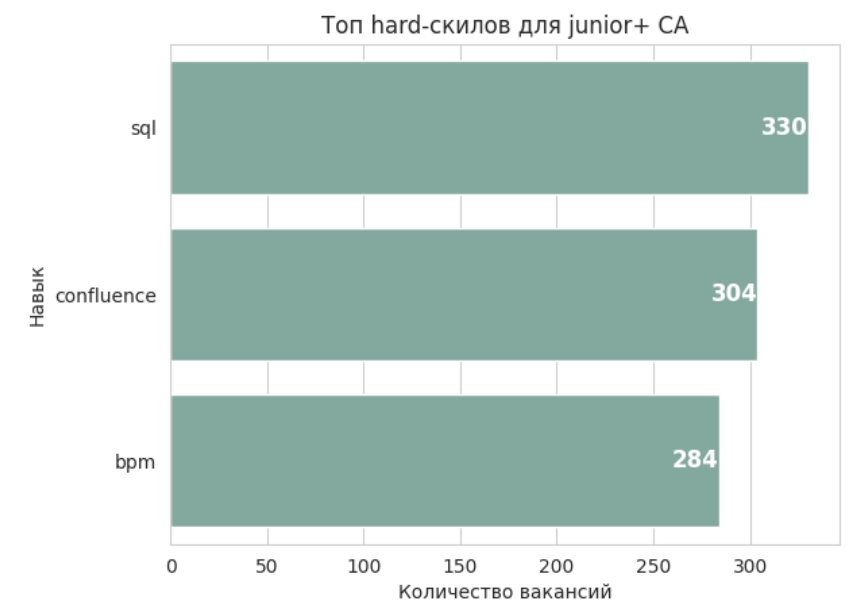 Топ hard-скилов для junior+ СА
sql
330
Навык
confluence
304
bpm
284
0 50 100 150 200 250 300
Количество вакансий